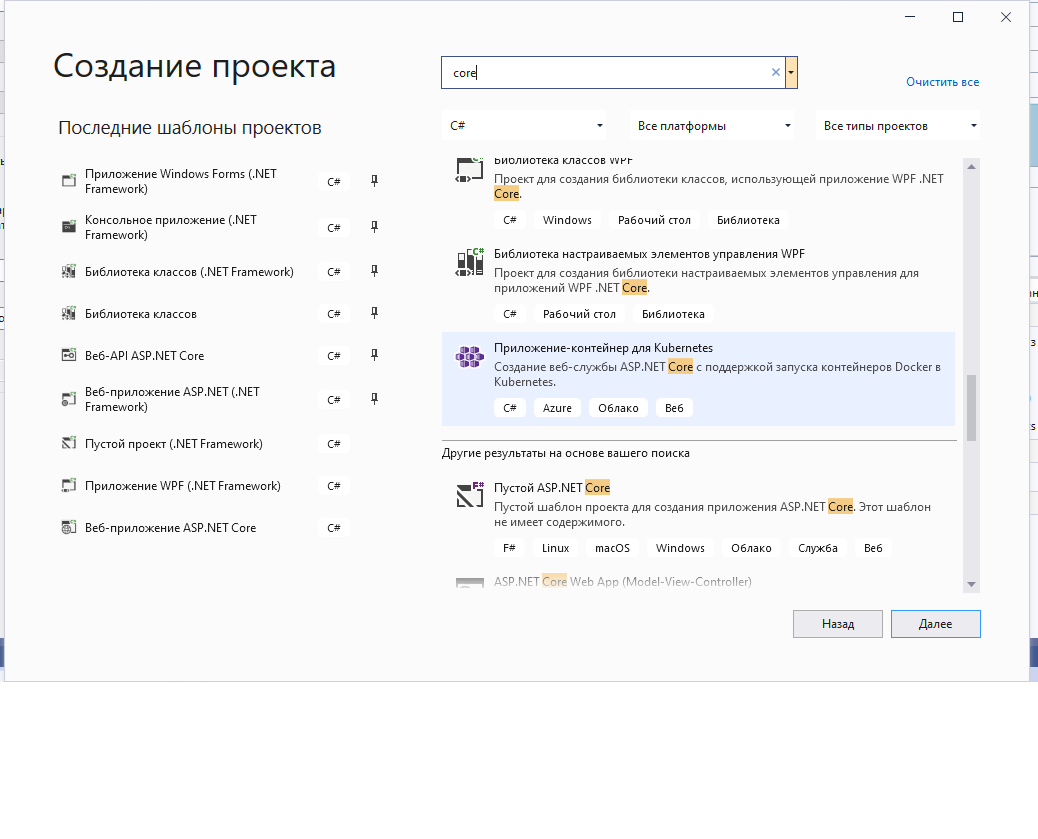 Создание проекта
core
Очистить все
Последние шаблоны проектов
C#
Все платформы
Все типы проектов
Приложение Windows Forms (.NET
Framework)
C#
Консольное приложение (.NET
Framework)
C#
Библиотека классов (.NET Framework)
C#
Библиотека классов
C#
Веб-API ASP.NET Core
C#
Веб-приложение ASP.NET (.NET
Framework)
C#
Пустой проект (.NET Framework)
C#
Приложение WPF (.NET Framework)
C#
Веб-приложение ASP.NET Core
C#
Библиотека классов WPF
Проект для создания библиотеки классов, использующей приложение WPF .NET
Core.
C# Windows Рабочий стол Библиотека
Библиотека настраиваемых элементов управления WPF
Проект для создания библиотеки настраиваемых элементов управления для
приложений WPF .NET Core.
C# Рабочий стол Библиотека
Приложение-контейнер для Kubernetes
Создание веб-службы ASP.NET Core с поддержкой запуска контейнеров Docker в
Kubernetes.
C# Azure Облако Веб
Другие результаты на основе вашего поиска
Пустой ASP.NET Core
Пустой шаблон проекта для создания приложения ASP.NET Core. Этот шаблон
не имеет содержимого.
F# Linux macOS Windows Облако Служба Веб
ASP.NET Core Web App (Model-View-Controller)
Назад
Далее